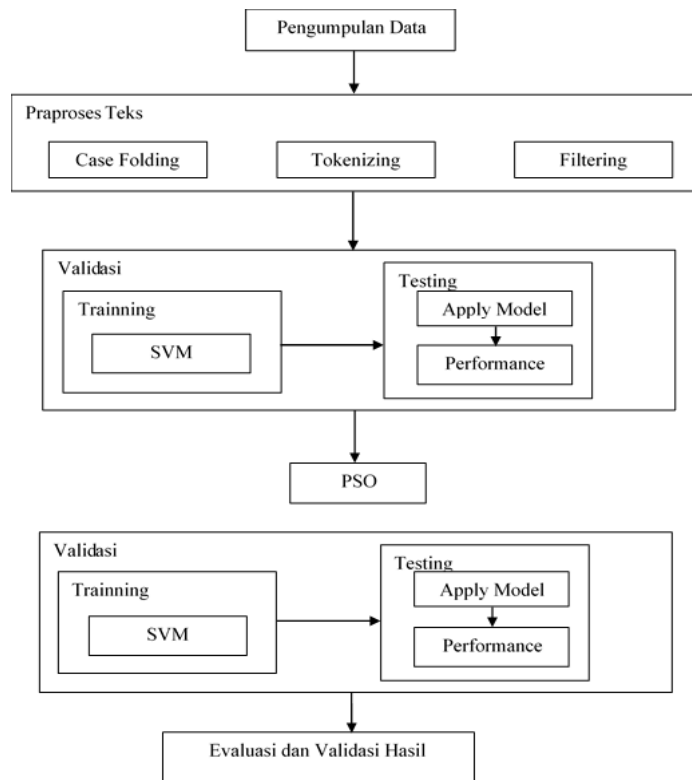 Pengumpulan Data
Praproses Teks
Case Folding
Tokenizing
Filtering
Validasi
Trainning
SVM
Testing
Apply Model
Performance
PSO
Validasi
Trainning
SVM
Testing
Apply Model
Performance
Evaluasi dan Validasi Hasil